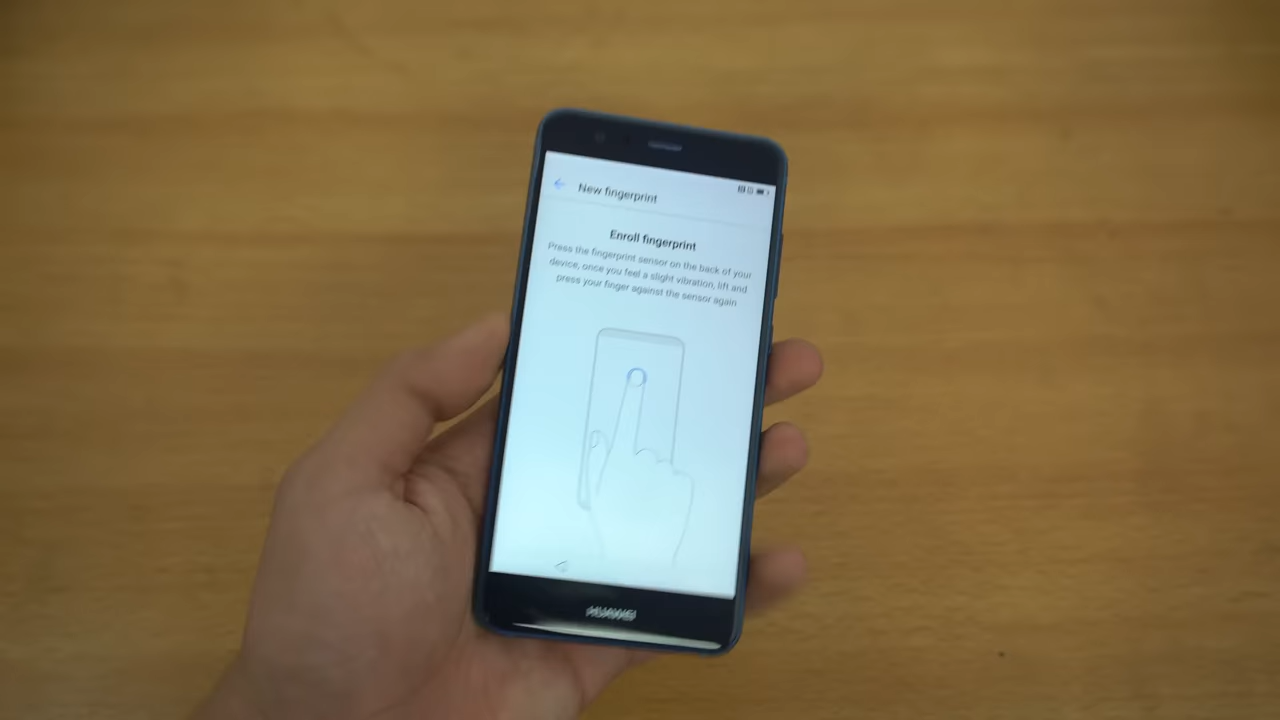 New fingerprint
Enroll fingerprint
Press the fingerprint sensor on the back of your
device, once you feel a slight vibration, lift and
press your finger against the sensor again
HUAWEI